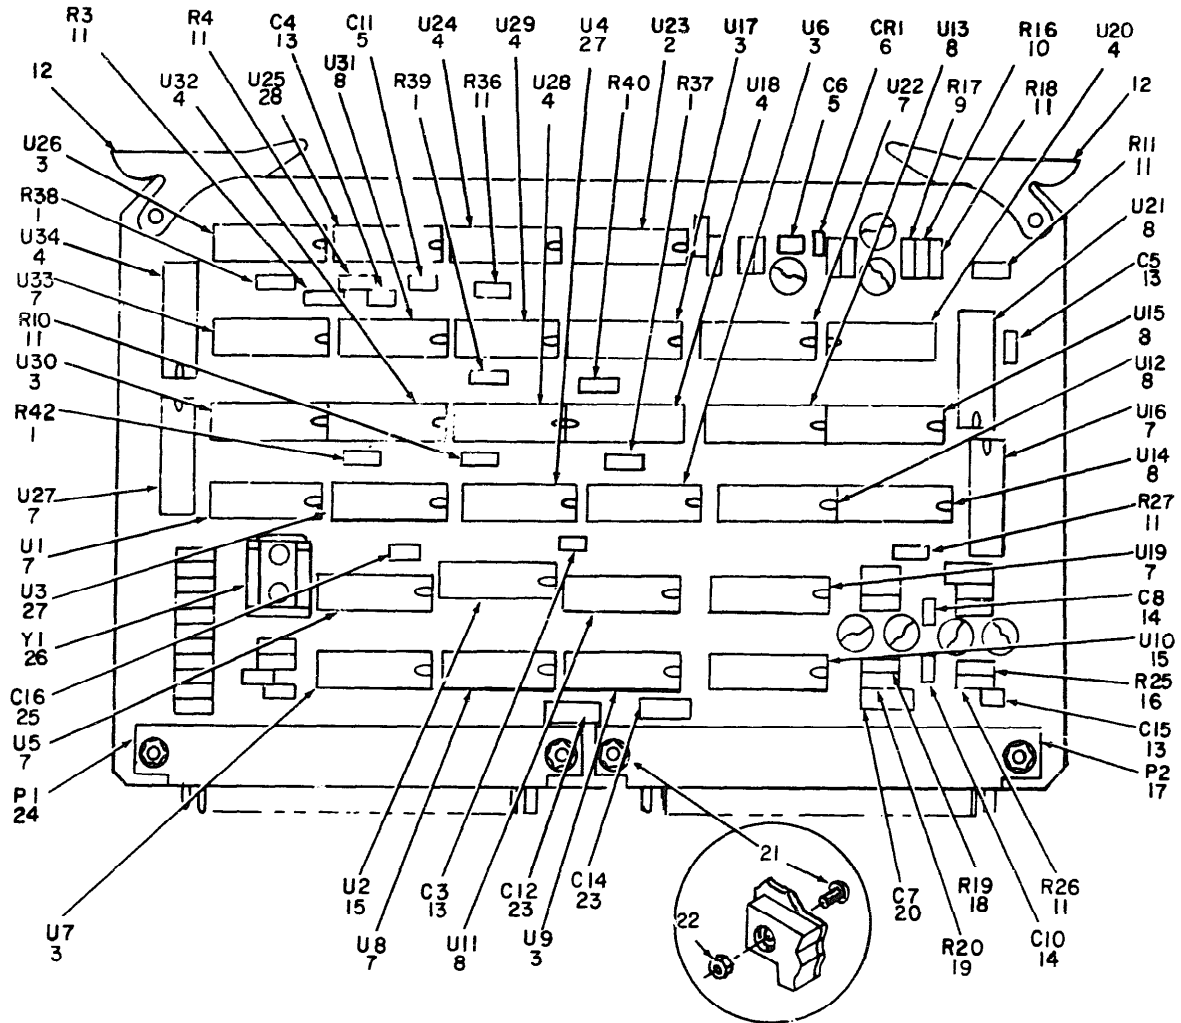 R3
11
R4
11
C4
13
C11
5
U24
4
U29
4
U4
27
U23
2
U17
3
U6
3
CR1
6
U13
8
R16
10
U20
4
12
U32
4
U25
28
U31
8
R39
1
R36
11
U28
4
R40
1
R37
1
U18
4
C6
5
U22
7
R17
9
R18
11
12
U26
3
R38
1
U34
4
U33
7
R10
11
U30
3
R42
1
U27
7
U1
7
U3
27
Y1
26
C16
25
U5
7
P1
24
U7
3
R11
11
U21
8
C5
13
U15
8
U12
8
U16
7
U14
8
R27
11
U19
7
C8
14
U10
15
R25
16
C15
13
P2
17
U2
15
U8
7
C3
13
U11
8
C12
23
U9
3
C14
23
21
22
C7
20
R20
19
R19
18
C10
14
R26
11